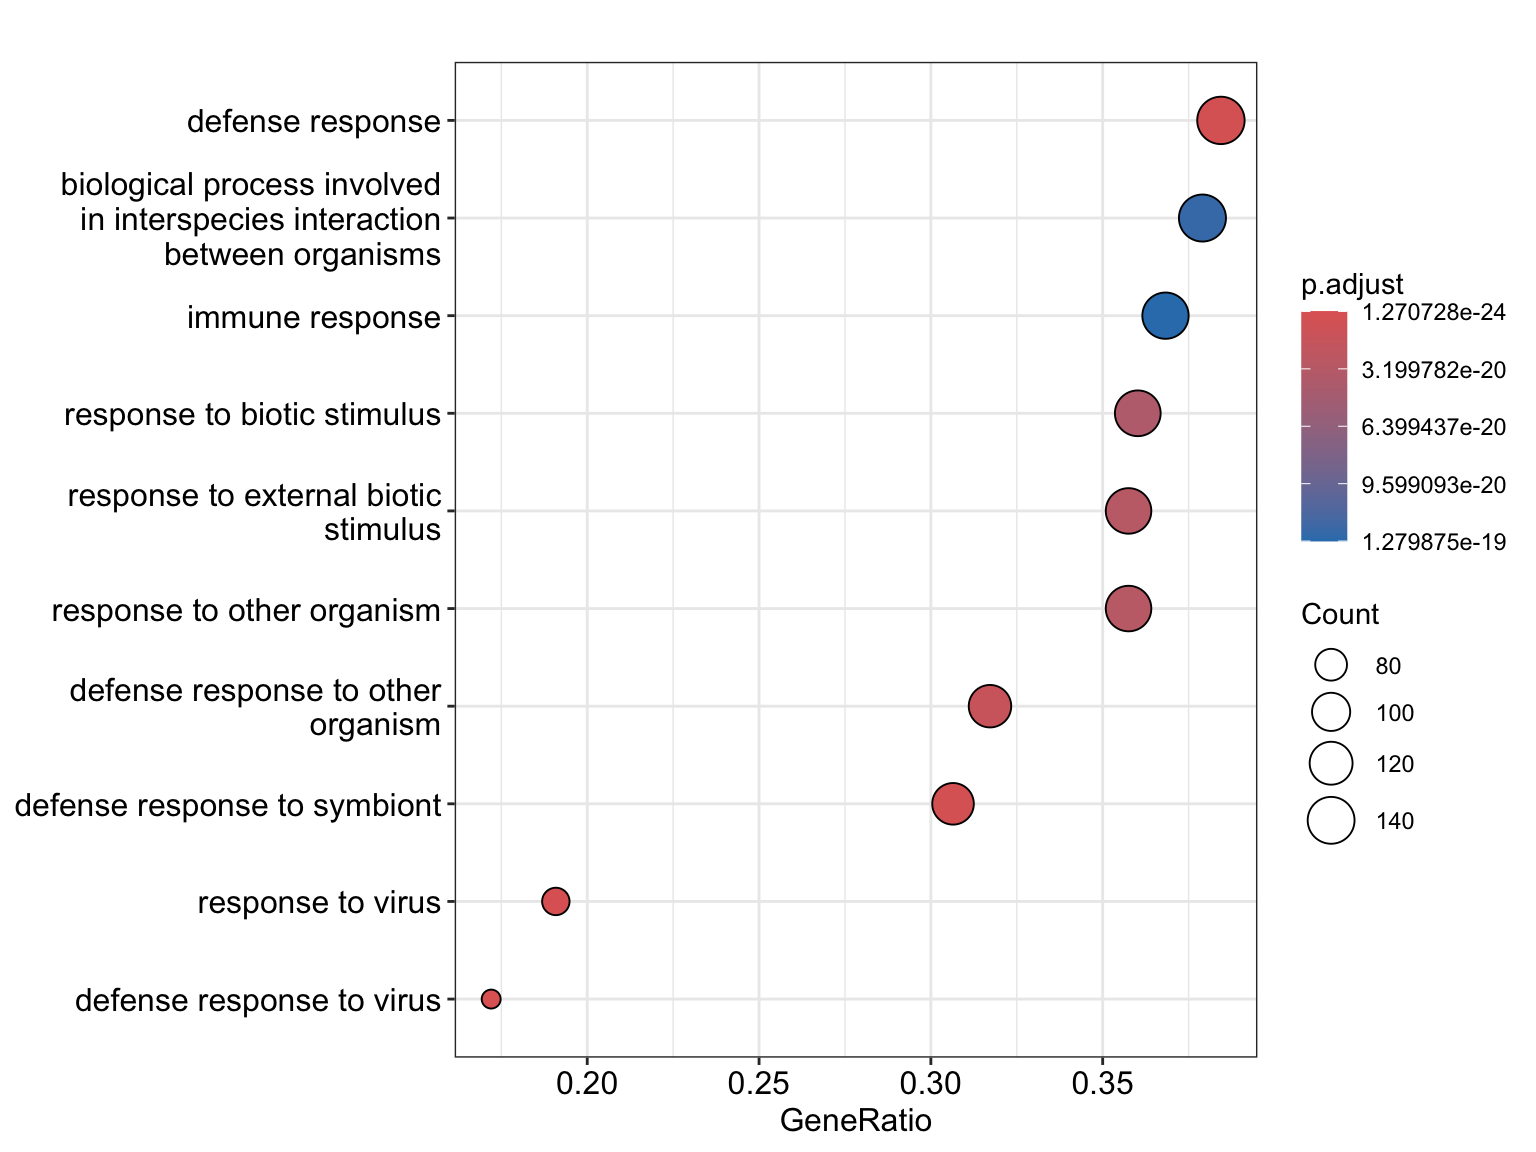 defense response
biological process involved
in interspecies interaction
between organisms
immune response
response to biotic stimulus
response to external biotic
stimulus
response to other organism
defense response to other
organism
defense response to symbiont
response to virus
defense response to virus
0.20
0.25
0.30
0.35
GeneRatio
p.adjust
1.270728e-24
3.199782e-20
6.399437e-20
9.599093e-20
1.279875e-19
Count
80
100
120
140